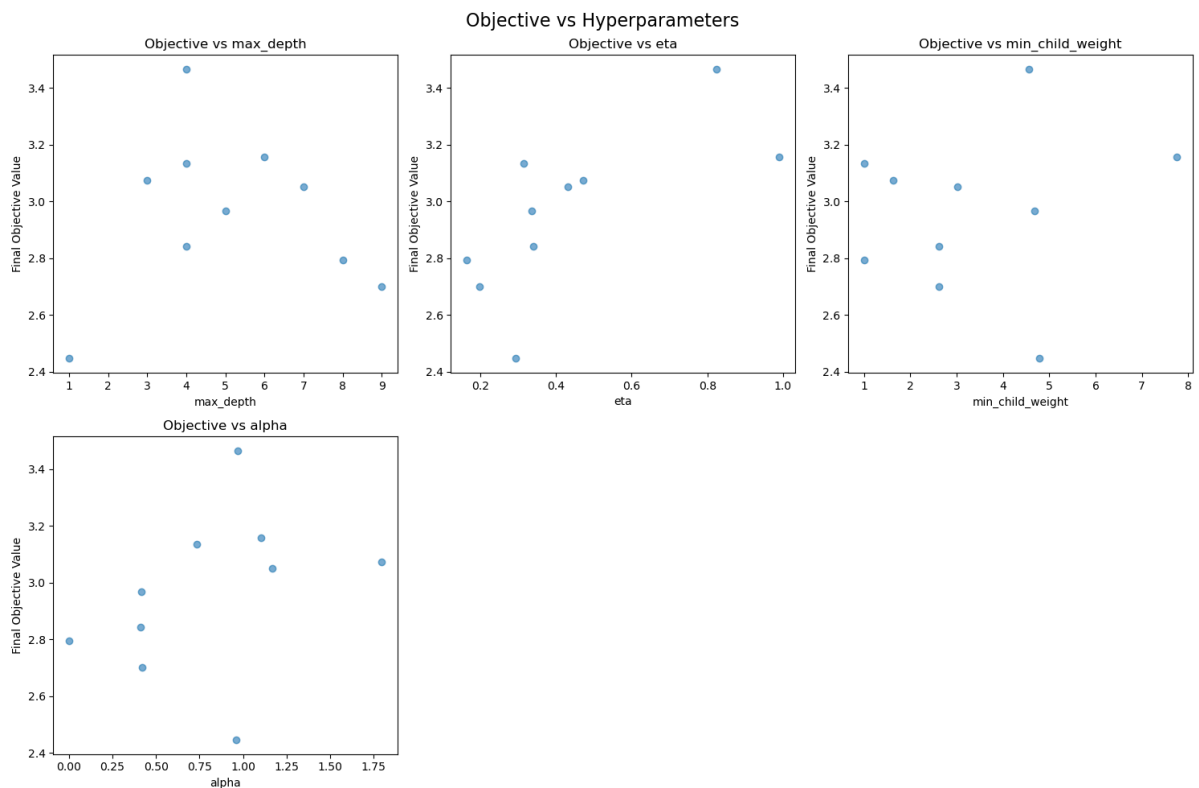 Objective vs Hyperparameters
Objective vs max_depth
Final Objective Value
3.4
3.2
3.0
2.8
2.6
2.4
1 2 3 4 5 6 7 8 9
max_depth
Objective vs eta
Final Objective Value
3.4
3.2
3.0
2.8
2.6
2.4
0.2 0.4 0.6 0.8 1.0
eta
Objective vs min_child_weight
Final Objective Value
3.4
3.2
3.0
2.8
2.6
2.4
1 2 3 4 5 6 7 8
min_child_weight
Objective vs alpha
Final Objective Value
3.4
3.2
3.0
2.8
2.6
2.4
0.00 0.25 0.50 0.75 1.00 1.25 1.50 1.75
alpha